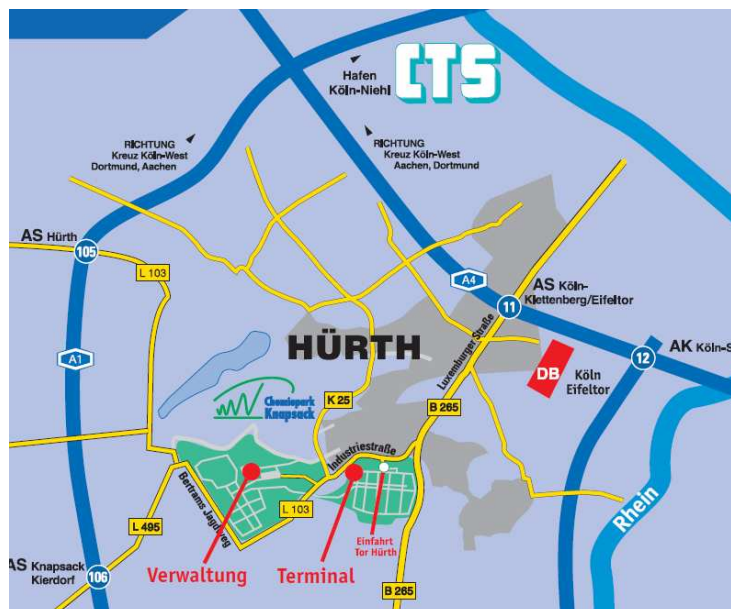 CTS
Hafen
Köln-Niehl
RICHTUNG
Kreuz Köln-West
Dortmund, Aachen
RICHTUNG
Kreuz Köln-West
Aachen, Dortmund
AS Hürth
105
L 103
A4
AS Köln-
Klettenberg/Eifeltor
11
Luxemburger Straße
HÜRTH
A1
AK Köln-S
12
DB
Köln
Eifeltor
Chemiepark
Knapsack
K 25
B 265
Industriestraße
Bertrams Jagdweg
L 103
L 495
Einfahrt
Tor Hürth
Rhein
AS Knapsack
Kierdorf
106
Verwaltung
Terminal
B 265